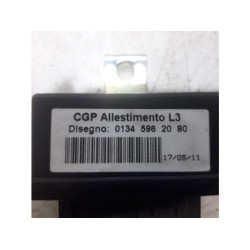 CGP Allestimento L3
Disegno: 0134 596 20 80
17/05/11